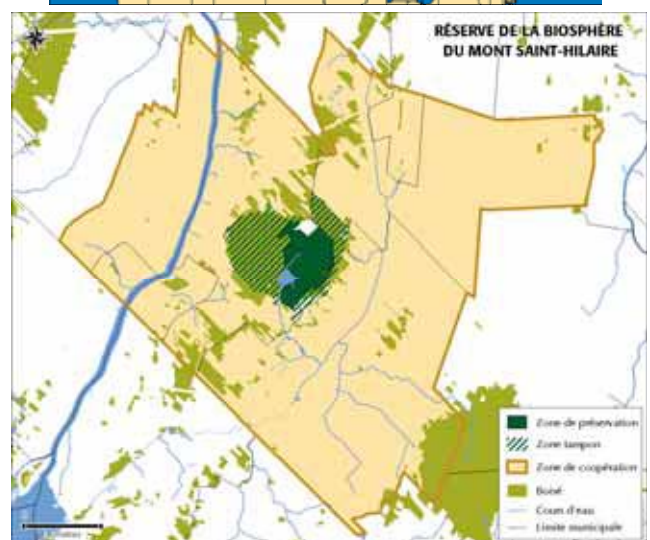 RÉSERVE DE LA BIOSPHÈRE
DU MONT SAINT-HILAIRE
Zone de préservation
Zone tampon
Zone de coopération
Boisé
Cours d'eau
Limite municipale